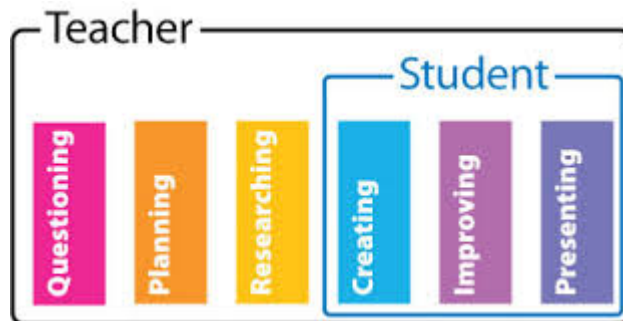 Teacher
Student
Questioning
Planning
Researching
Creating
Improving
Presenting